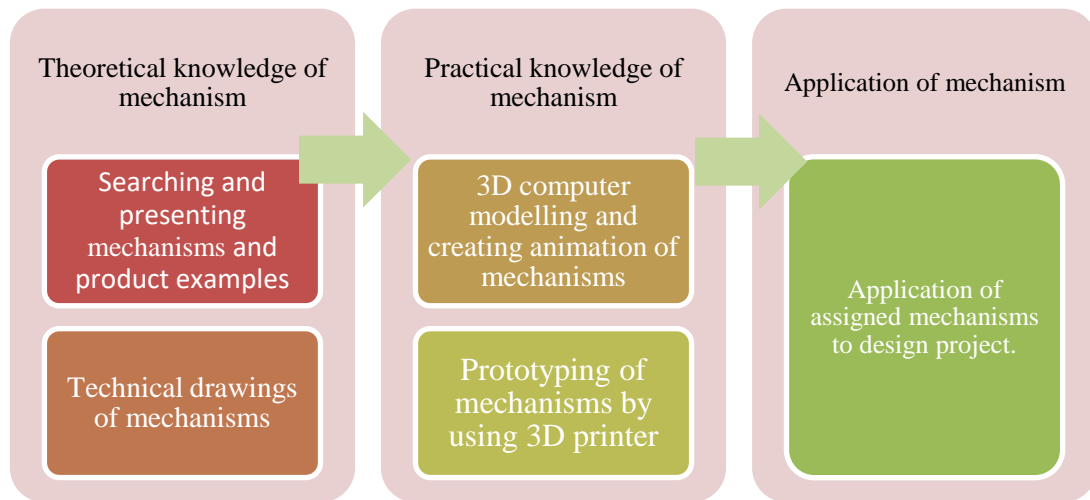 Theoretical knowledge of
mechanism
Searching and
presenting
mechanisms and
product examples
Technical drawings
of mechanisms
Practical knowledge of
mechanism
3D computer
modelling and
creating animation of
mechanisms
Prototyping of
mechanisms by
using 3D printer
Application of mechanism
Application of
assigned mechanisms
to design project.